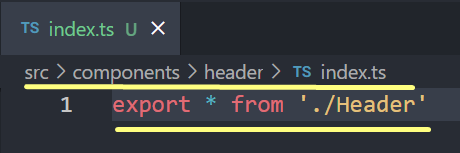 TS index.ts U ×
src > components > header > TS index.ts
1 export * from './Header'